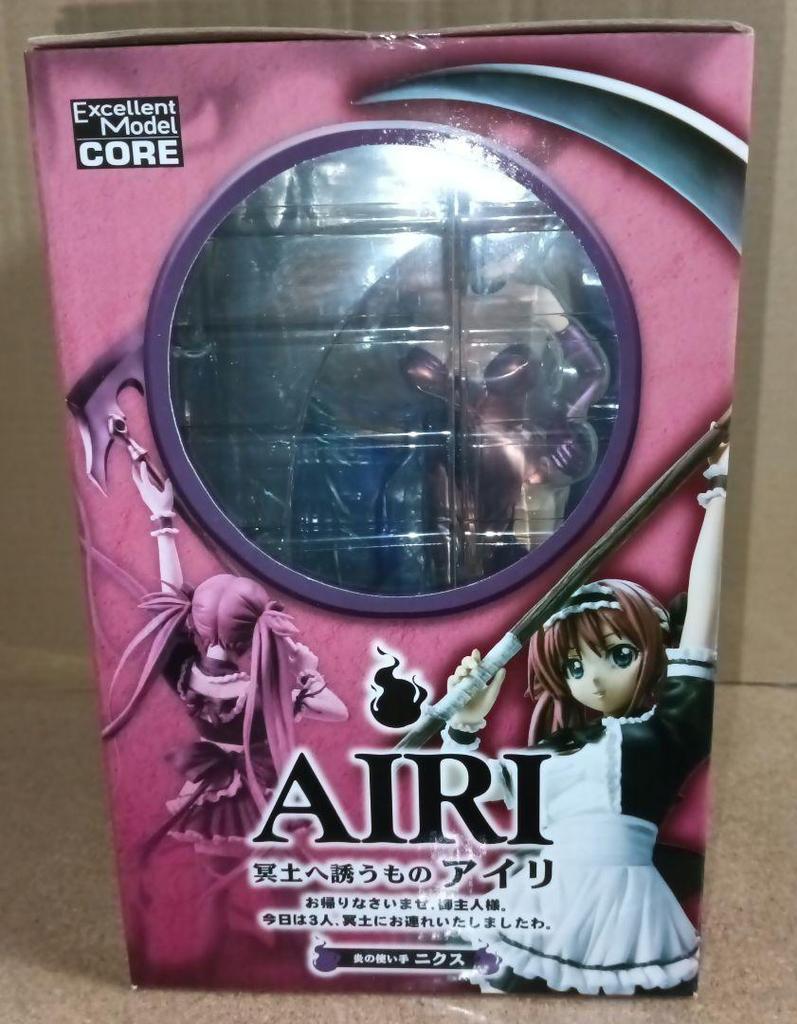 Excellent
Model
CORE
AIRI
冥土へ誘うもの アイリ
お帰りなさいませ、御主人様。
今日は3人、冥土にお連れいたしましたわ。
炎の使い手 ニクス